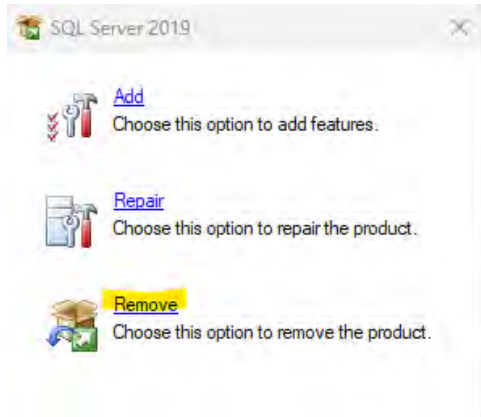 SQL Server 2019
Add
Choose this option to add features.
Repair
Choose this option to repair the product.
Remove
Choose this option to remove the product.